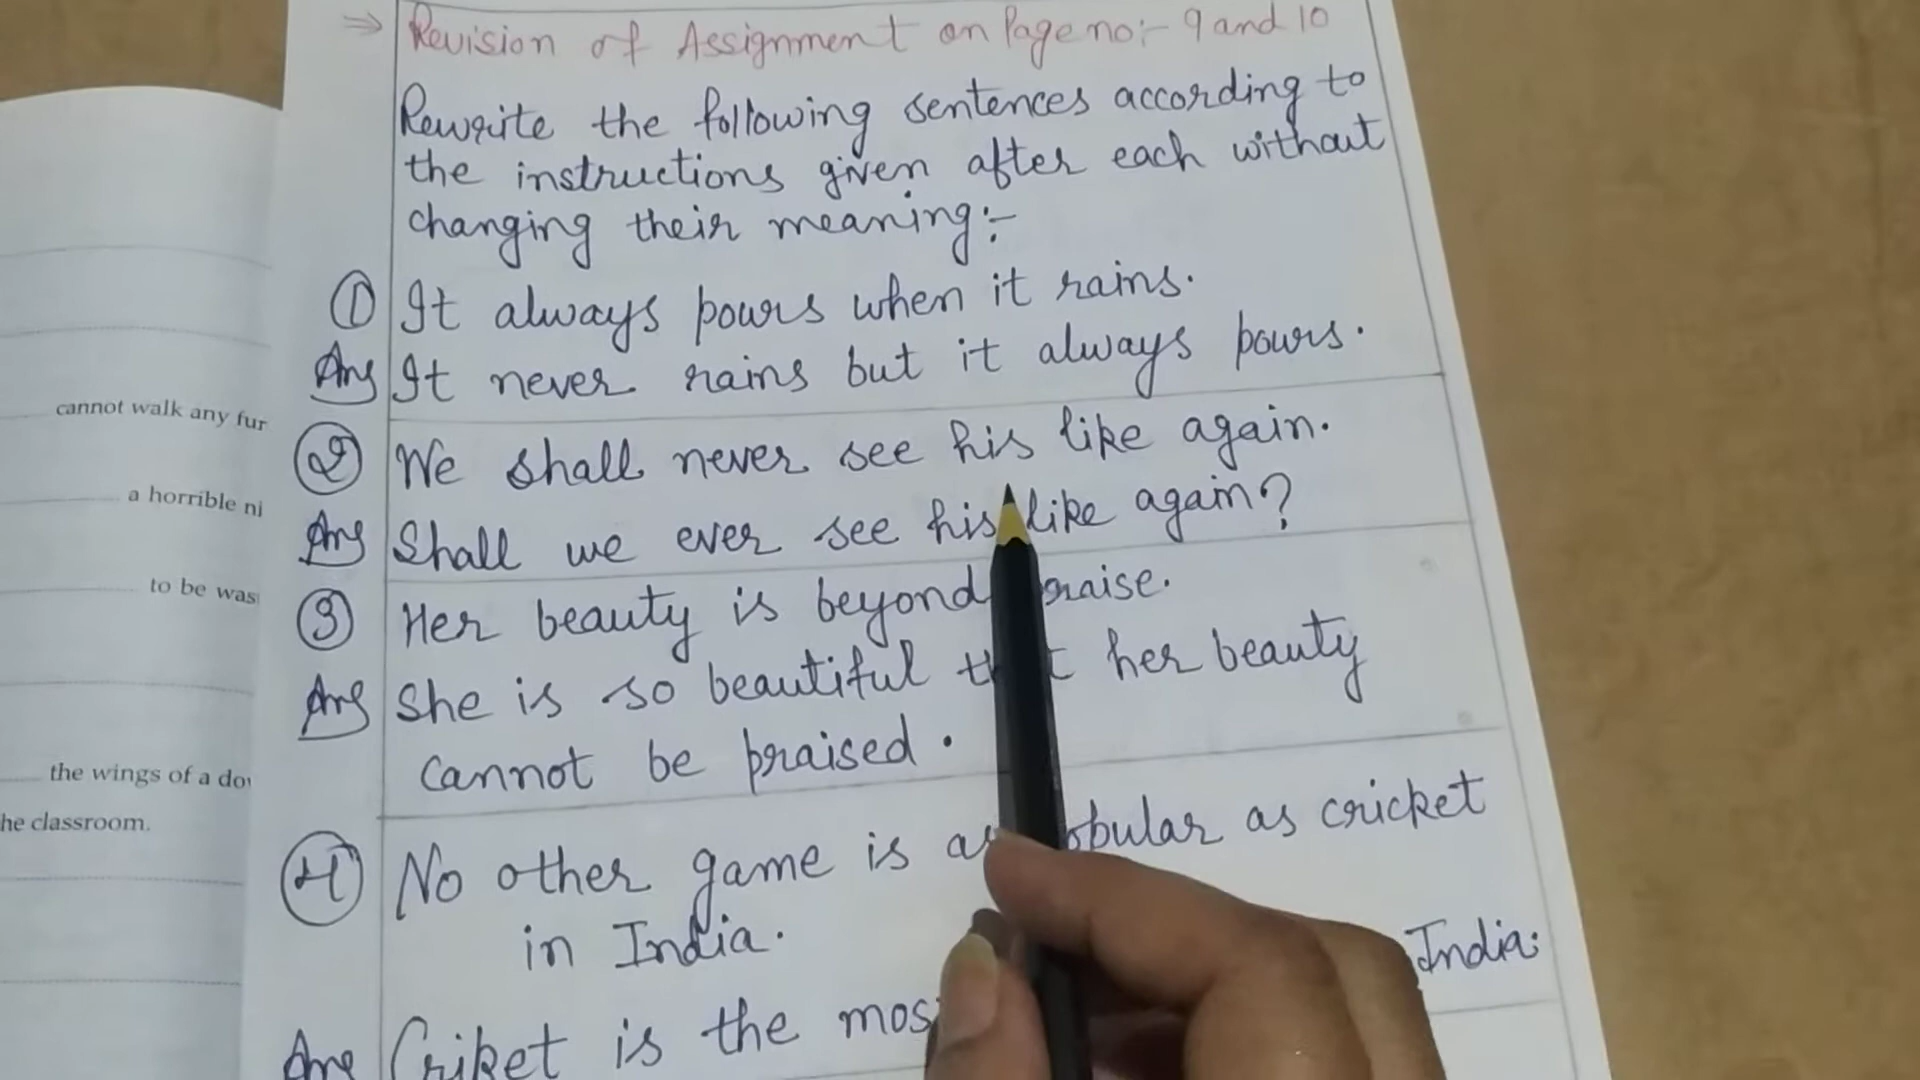 ⇒ Revision of Assignment on Page no:- 9 and 10
Rewrite the following sentences according to
the instructions given after each without
changing their meaning:-
① It always pours when it rains.
Ans It never rains but it always pours.
② We shall never see his like again.
Ans Shall we ever see his like again?
③ Her beauty is beyond praise.
Ans She is so beautiful that her beauty
cannot be praised.
④ No other game is as popular as cricket
in India.
Ans Criket is the most India.
cannot walk any fur
a horrible ni
to be was
the wings of a do
he classroom.